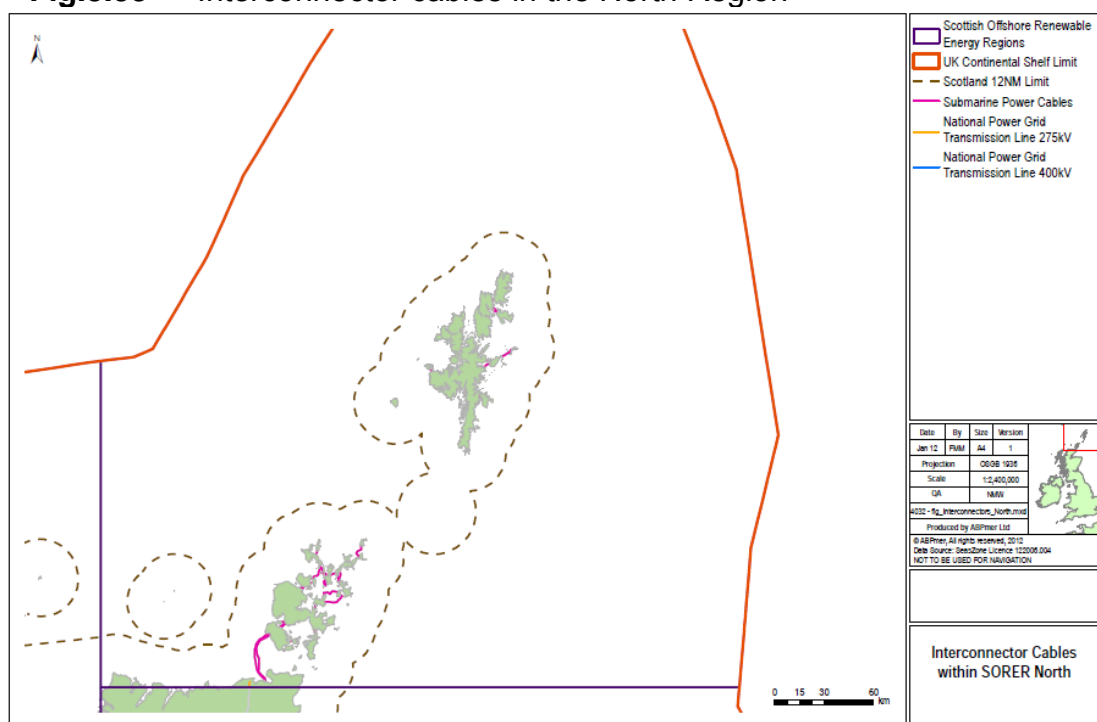 Interconnector cables in the North Region
N
Scottish Offshore Renewable
Energy Regions
UK Continental Shelf Limit
Scotland 12NM Limit
Submarine Power Cables
National Power Grid
Transmission Line 275kV
National Power Grid
Transmission Line 400kV
Date By Size Version
Jan 12 FMM A4 1
Projection OSGB 1936
Scale 1:2,400,000
QA NMW
4032 - fig_Interconnectors_North.mxd
Produced by ABPmer Ltd
© ABPmer, All rights reserved, 2012
Data Source: SeaZone Licence 122006.004
NOT TO BE USED FOR NAVIGATION
0 15 30 60
km
Interconnector Cables
within SORER North